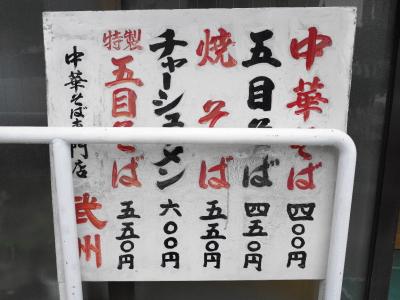 中華そば 四〇〇円
五目そば 四五〇円
焼そば 五五〇円
チャーシューメン 六〇〇円
特製五目そば 五五〇円
中華そば専門店 武州